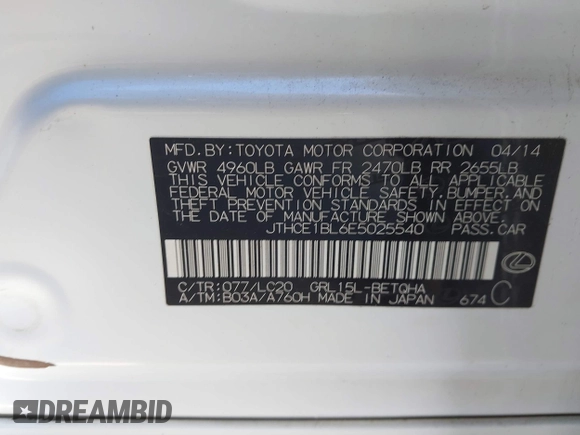 MFD.BY:TOYOTA MOTOR CORPORATION 04/14
GVWR 4960LB GAWR FR 2470LB RR 2655LB
THIS VEHICLE CONFORMS TO ALL APPLICABLE
FEDERAL MOTOR VEHICLE SAFETY, BUMPER, AND
THEFT PREVENTION STANDARDS IN EFFECT ON
THE DATE OF MANUFACTURE SHOWN ABOVE.
JTHCE1BL6E5025540 PASS.CAR
C/TR:077/LC20 GRL15L-BETQHA
A/TM:B03A/A760H MADE IN JAPAN 674 C
DREAMBID